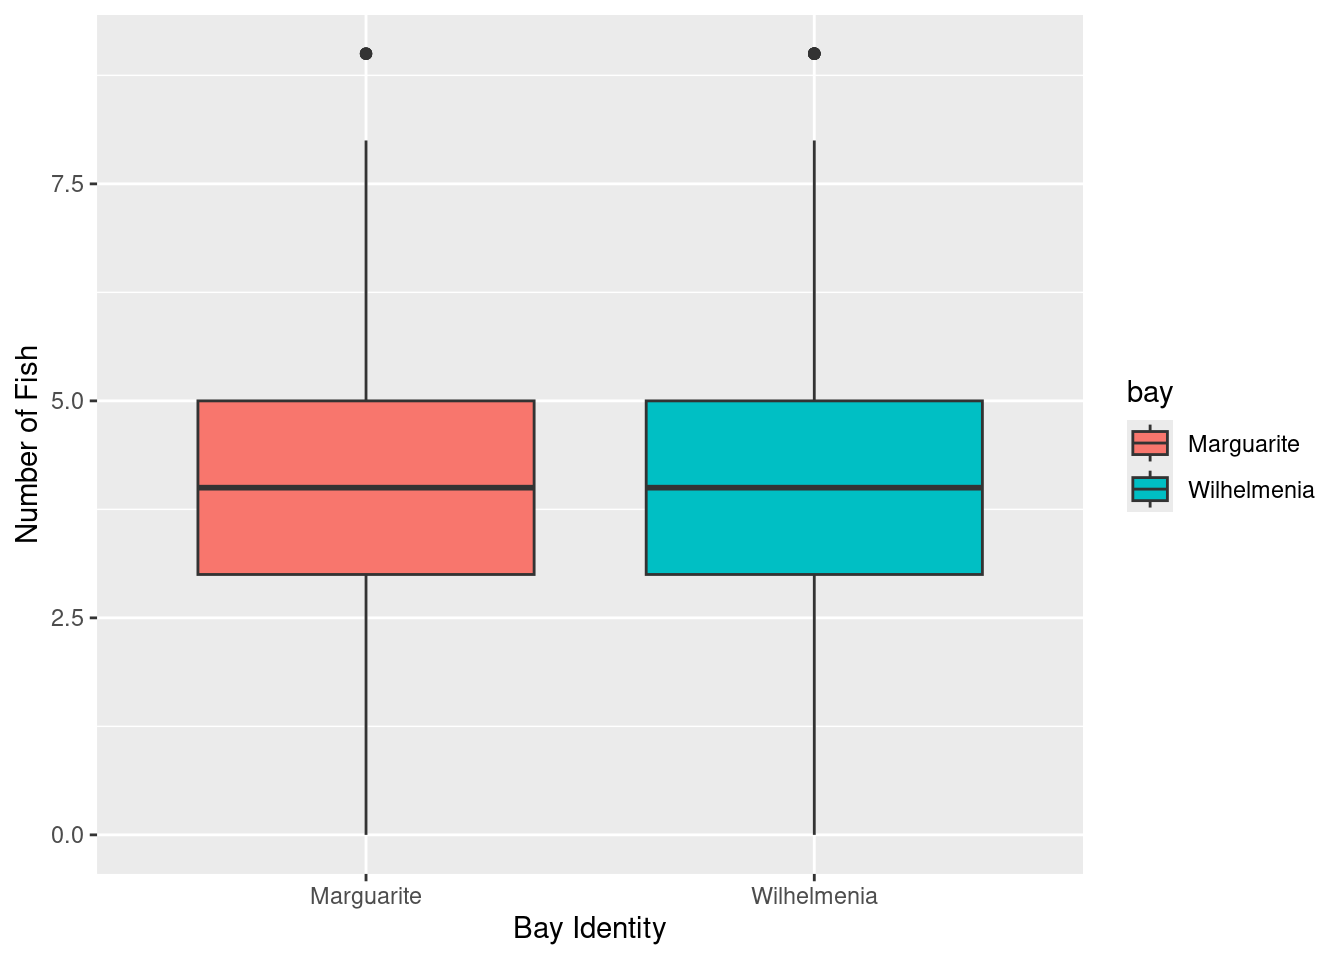 Number of Fish
7.5
5.0
2.5
0.0
Marguarite
Wilhelmenia
Bay Identity
bay
Marguarite
Wilhelmenia